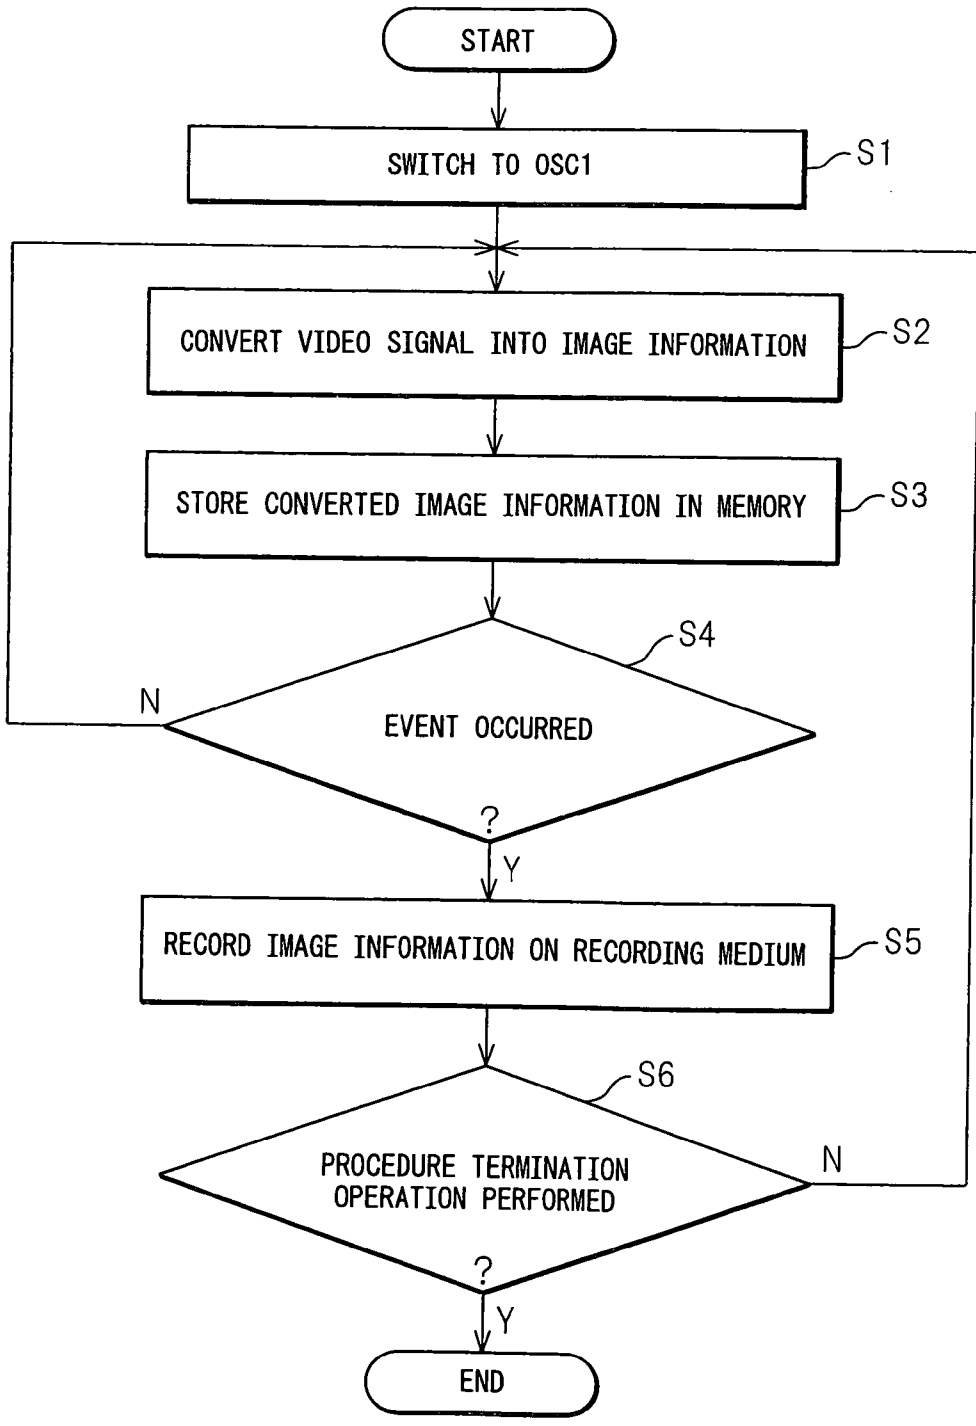 START
SWITCH TO OSC1
S1
CONVERT VIDEO SIGNAL INTO IMAGE INFORMATION
S2
STORE CONVERTED IMAGE INFORMATION IN MEMORY
S3
S4
N
EVENT OCCURRED
?
Y
RECORD IMAGE INFORMATION ON RECORDING MEDIUM
S5
S6
PROCEDURE TERMINATION
OPERATION PERFORMED
N
?
Y
END